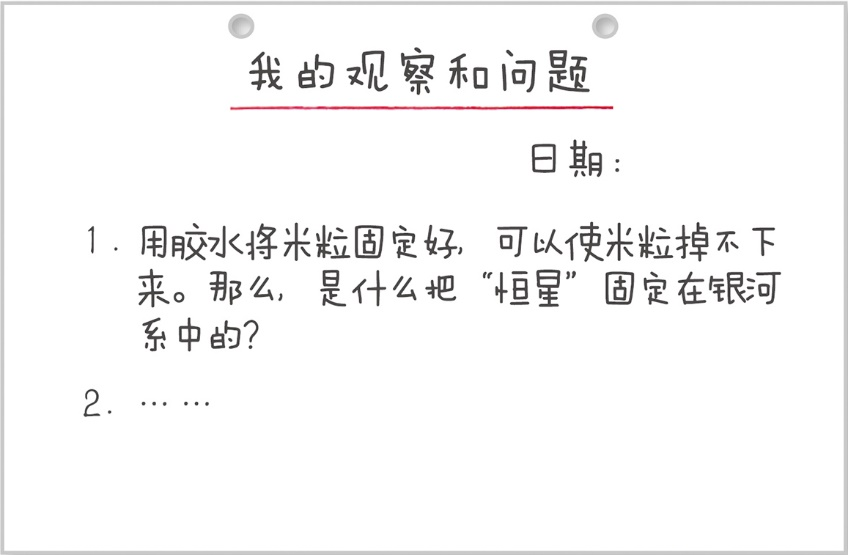 我的观察和问题
日期:
1. 用胶水将米粒固定好, 可以使米粒掉不下
来。那么, 是什么把“恒星”固定在银河
系中的?
2. ……